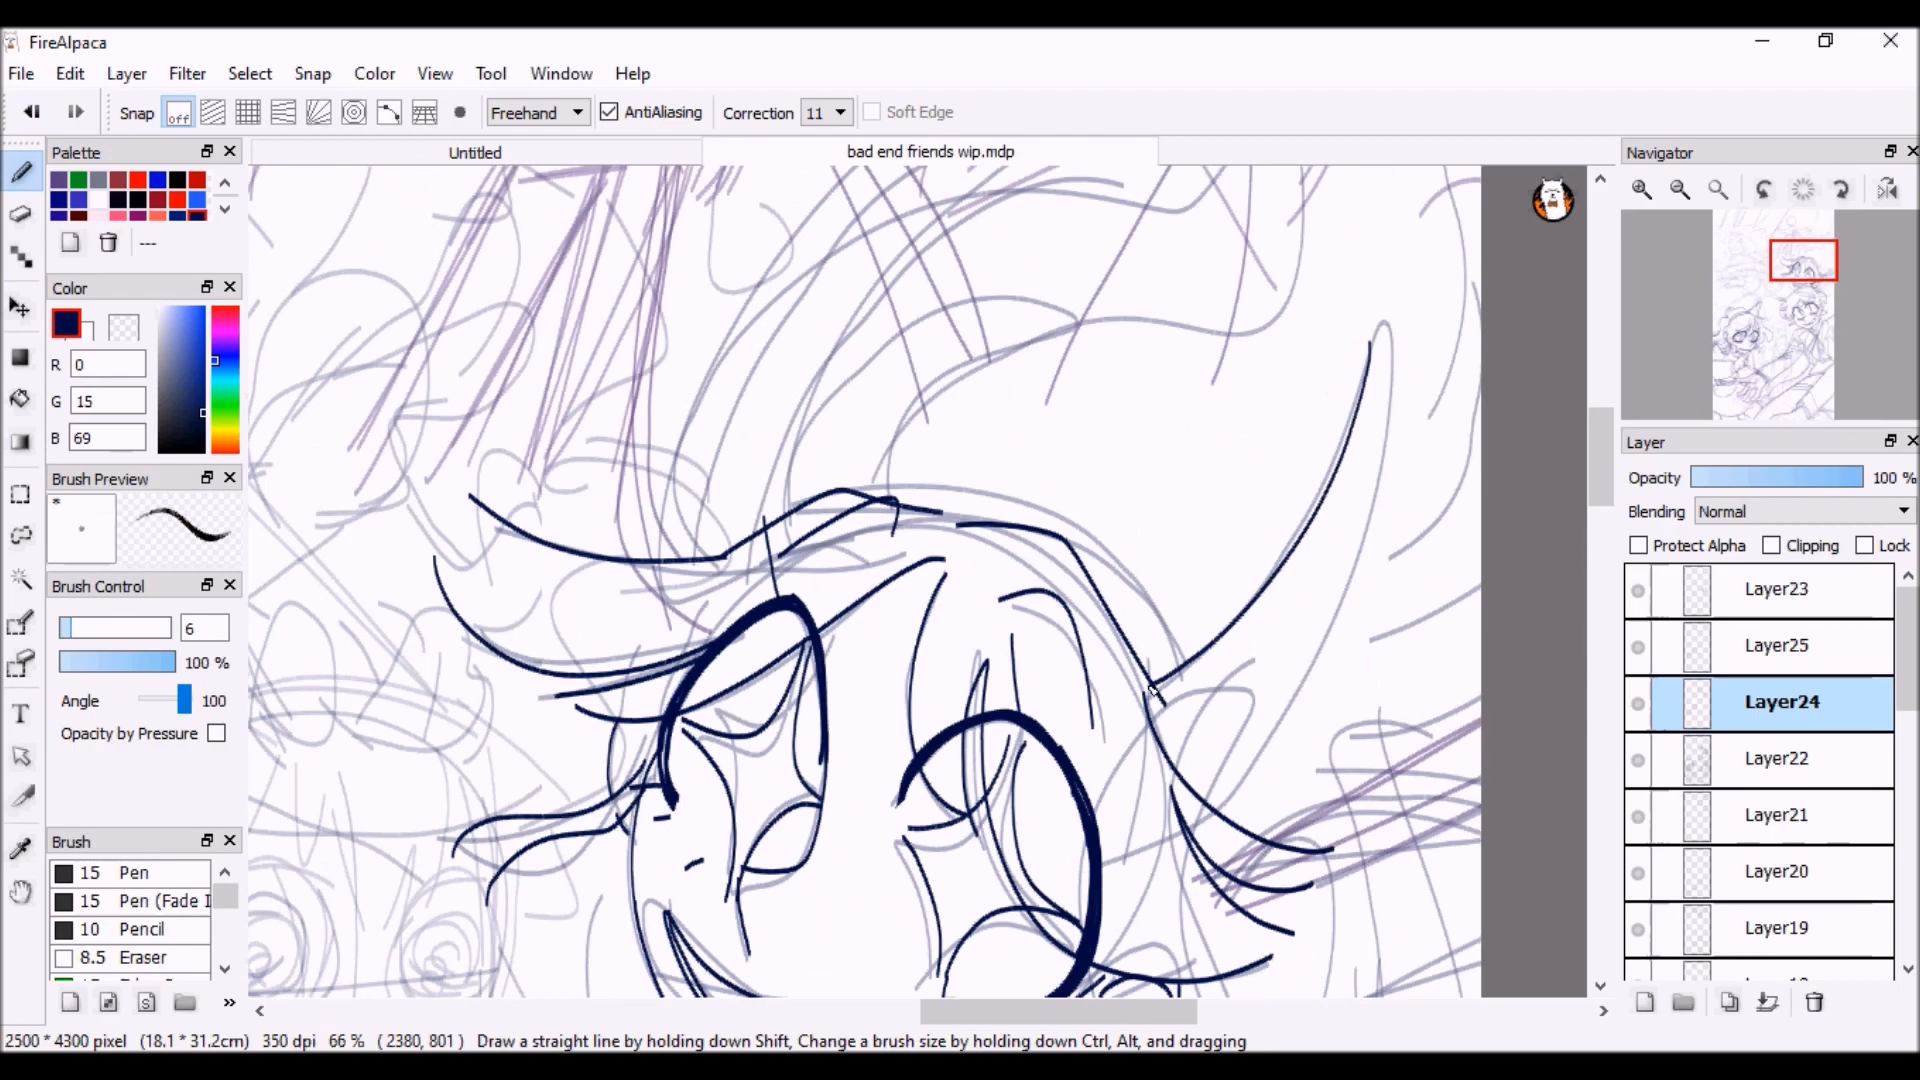 FireAlpaca
File Edit Layer Filter Select Snap Color View Tool Window Help
Snap off Freehand AntiAliasing Correction 11 Soft Edge
Palette
Untitled
bad end friends wip.mdp
Navigator
---
Color
R 0
G 15
B 69
Brush Preview
*
Brush Control
6
100 %
Angle 100
Opacity by Pressure
Brush
15 Pen
15 Pen (Fade I
10 Pencil
8.5 Eraser
Layer
Opacity 100 %
Blending Normal
Protect Alpha Clipping Lock
Layer23
Layer25
Layer24
Layer22
Layer21
Layer20
Layer19
2500 * 4300 pixel (18.1 * 31.2cm) 350 dpi 66 % ( 2380, 801 ) Draw a straight line by holding down Shift, Change a brush size by holding down Ctrl, Alt, and dragging